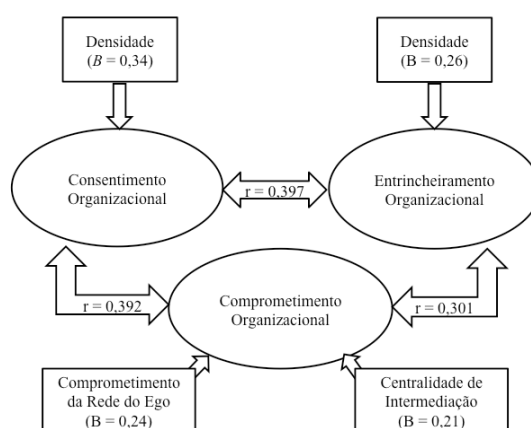 Densidade
(B = 0,34)
Densidade
(B = 0,26)
Consentimento
Organizacional
r = 0,397
Entrincheiramento
Organizacional
r = 0,392
Comprometimento
Organizacional
r = 0,301
Comprometimento
da Rede do Ego
(B = 0,24)
Centralidade de
Intermediação
(B = 0,21)